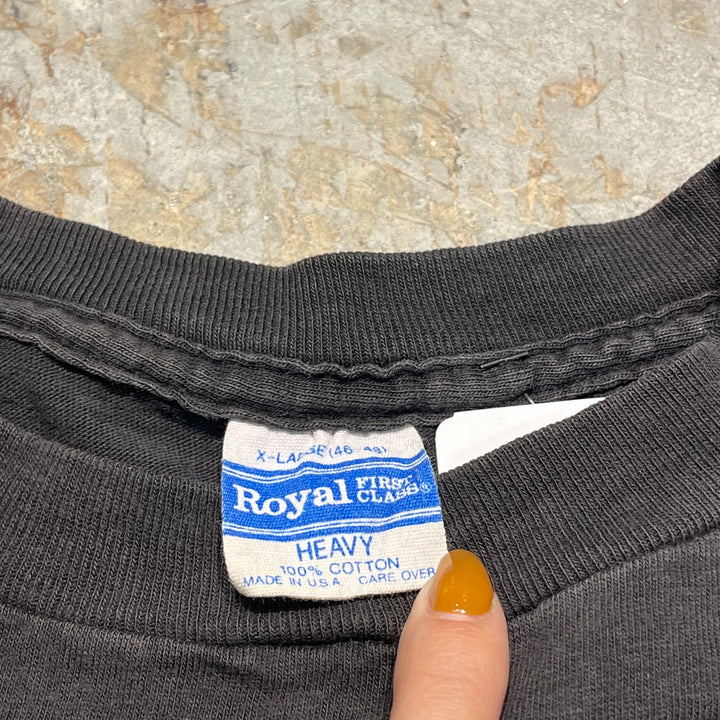 X-LARGE (46-48)
Royal FIRST CLASS®
HEAVY
100% COTTON
MADE IN U.S.A CARE OVER